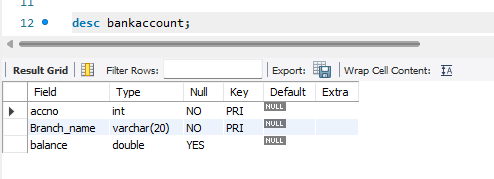 11
12 desc bankaccount;
Result Grid Filter Rows: Export: Wrap Cell Content: IA
Field Type Null Key Default Extra
accno int NO PRI NULL
Branch_name varchar(20) NO PRI NULL
balance double YES NULL